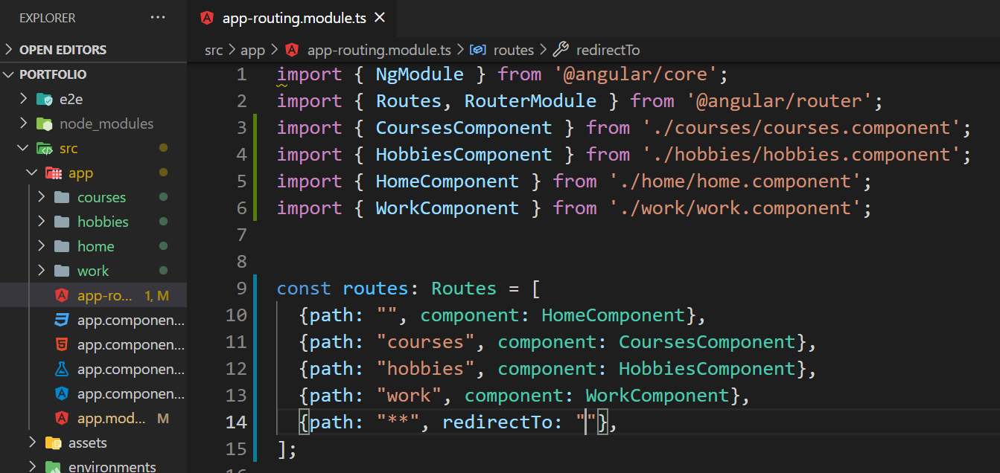 EXPLORER ···
OPEN EDITORS
PORTFOLIO
e2e
node_modules
src
app
courses
hobbies
home
work
app-ro... 1, M
app.componen...
app.componen...
app.componen...
app.componen...
app.mod... M
assets
environments
app-routing.module.ts
src > app > app-routing.module.ts > routes > redirectTo
1 import { NgModule } from '@angular/core';
2 import { Routes, RouterModule } from '@angular/router';
3 import { CoursesComponent } from './courses/courses.component';
4 import { HobbiesComponent } from './hobbies/hobbies.component';
5 import { HomeComponent } from './home/home.component';
6 import { WorkComponent } from './work/work.component';
7
8
9 const routes: Routes = [
10 {path: "", component: HomeComponent},
11 {path: "courses", component: CoursesComponent},
12 {path: "hobbies", component: HobbiesComponent},
13 {path: "work", component: WorkComponent},
14 {path: "**", redirectTo: ""},
15 ];